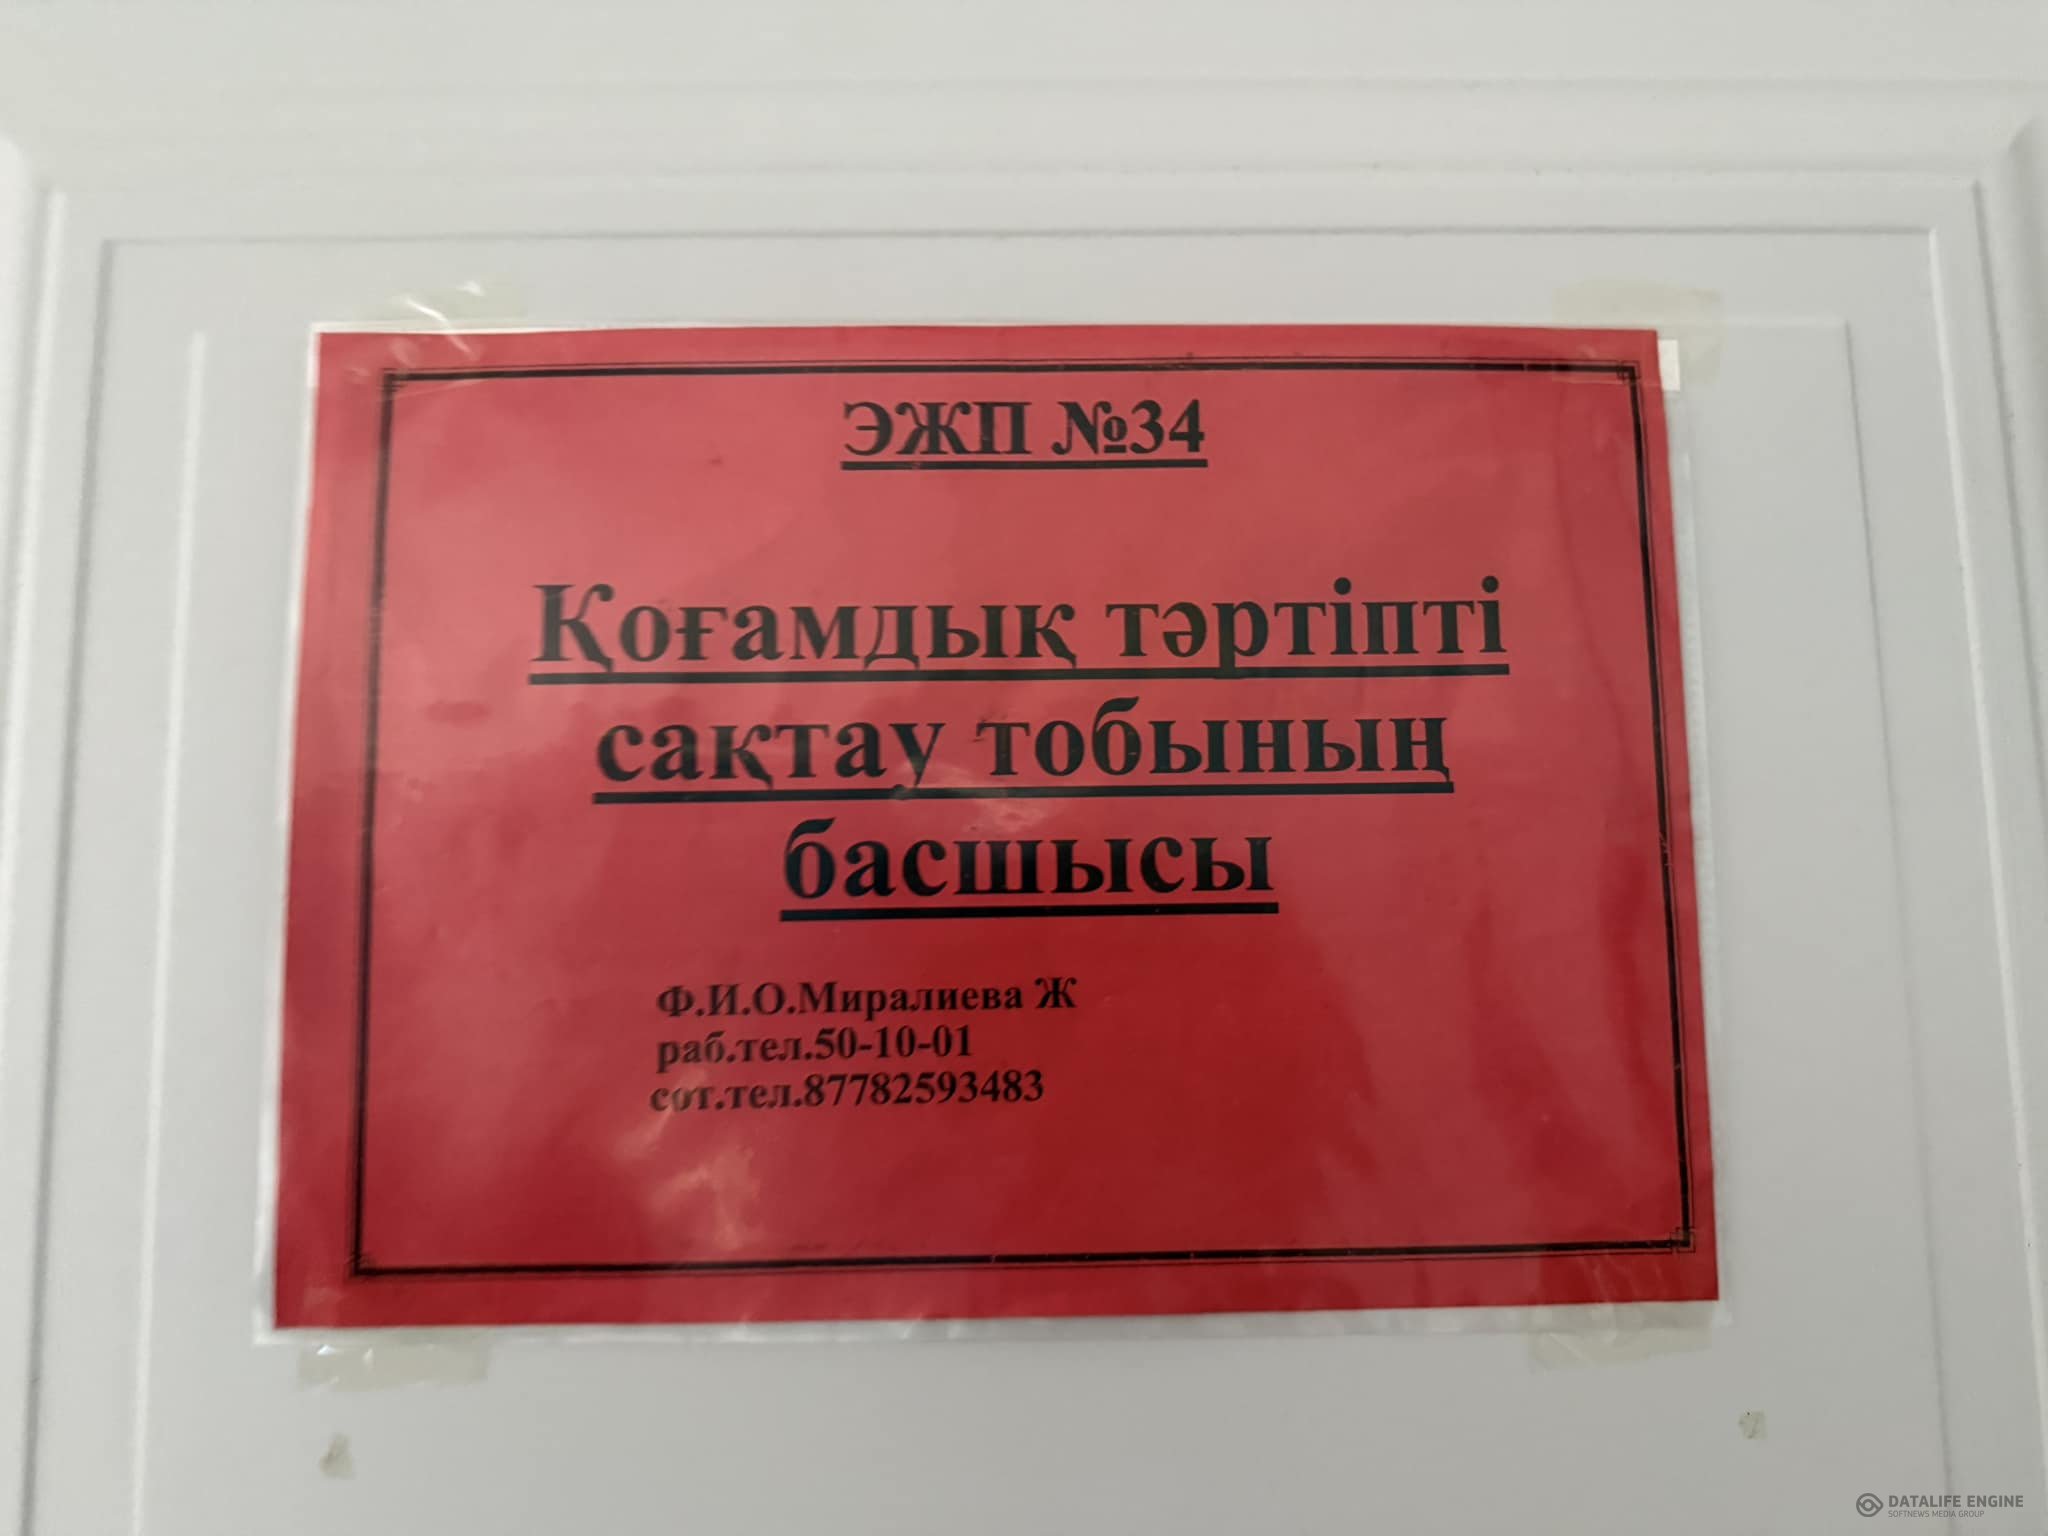 ЭЖП №34
Қоғамдық тәртіпті
сақтау тобының
басшысы
Ф.И.О.Миралиева Ж
раб.тел.50-10-01
сот.тел.87782593483
DATALIFE ENGINE
SOFTNEWS MEDIA GROUP